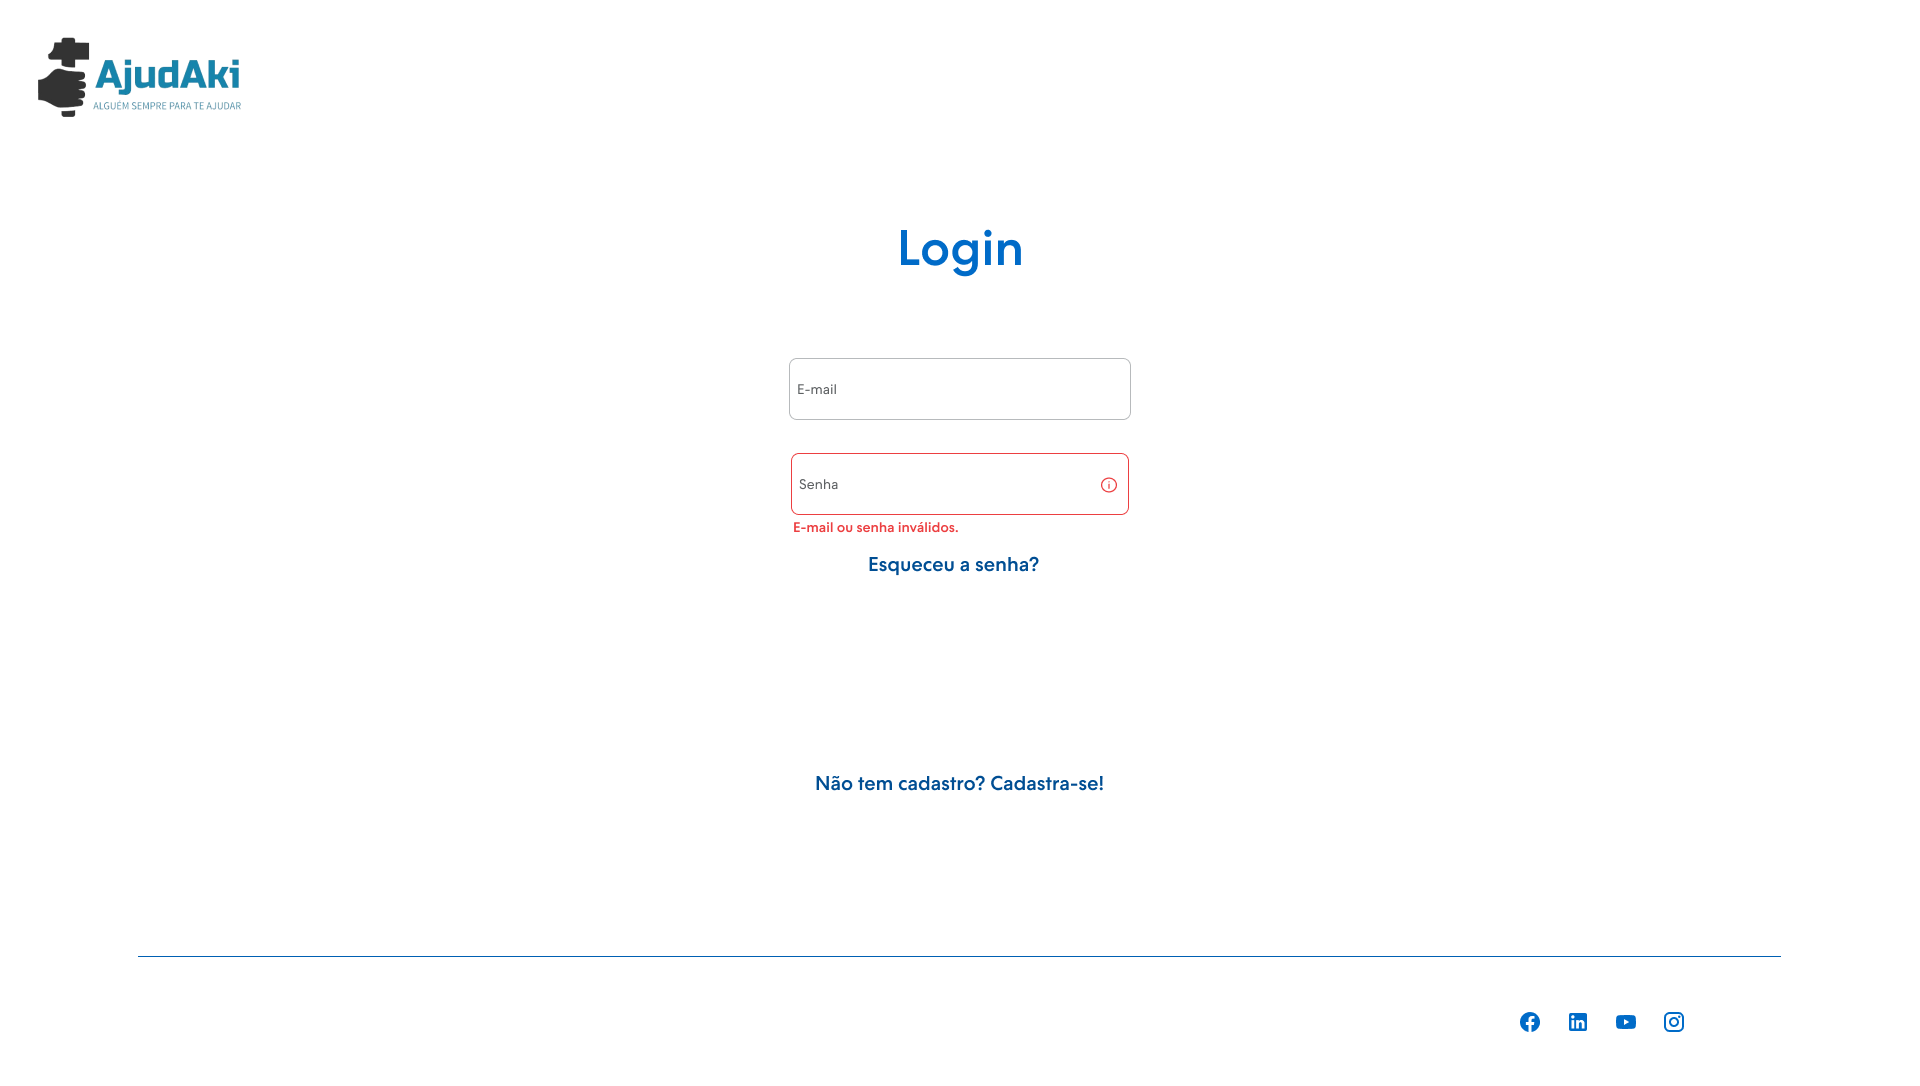 AjudAki
ALGUÉM SEMPRE PARA TE AJUDAR
Login
E-mail
Senha
E-mail ou senha inválidos.
Esqueceu a senha?
Não tem cadastro? Cadastra-se!